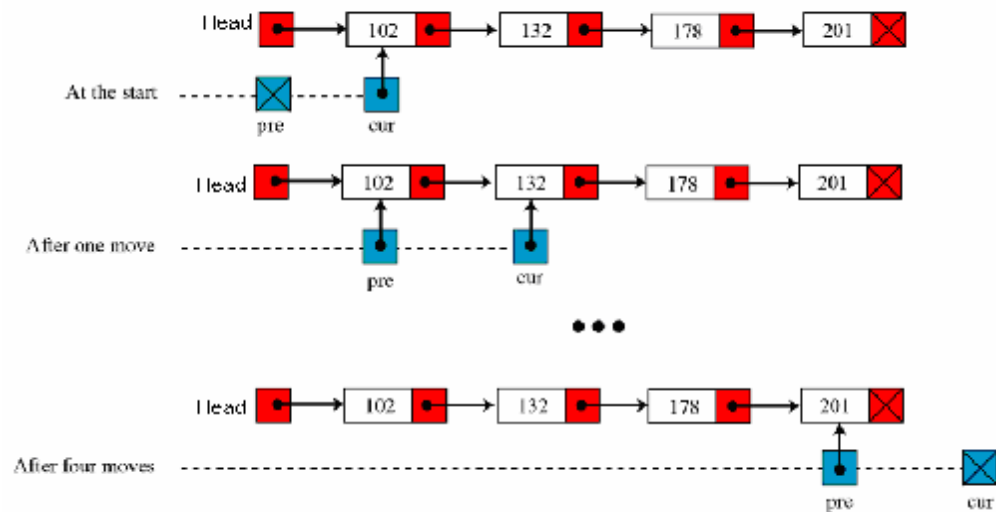 Head 102 132 178 201
At the start
pre cur
Head 102 132 178 201
After one move
pre cur
Head 102 132 178 201
After four moves
pre cur